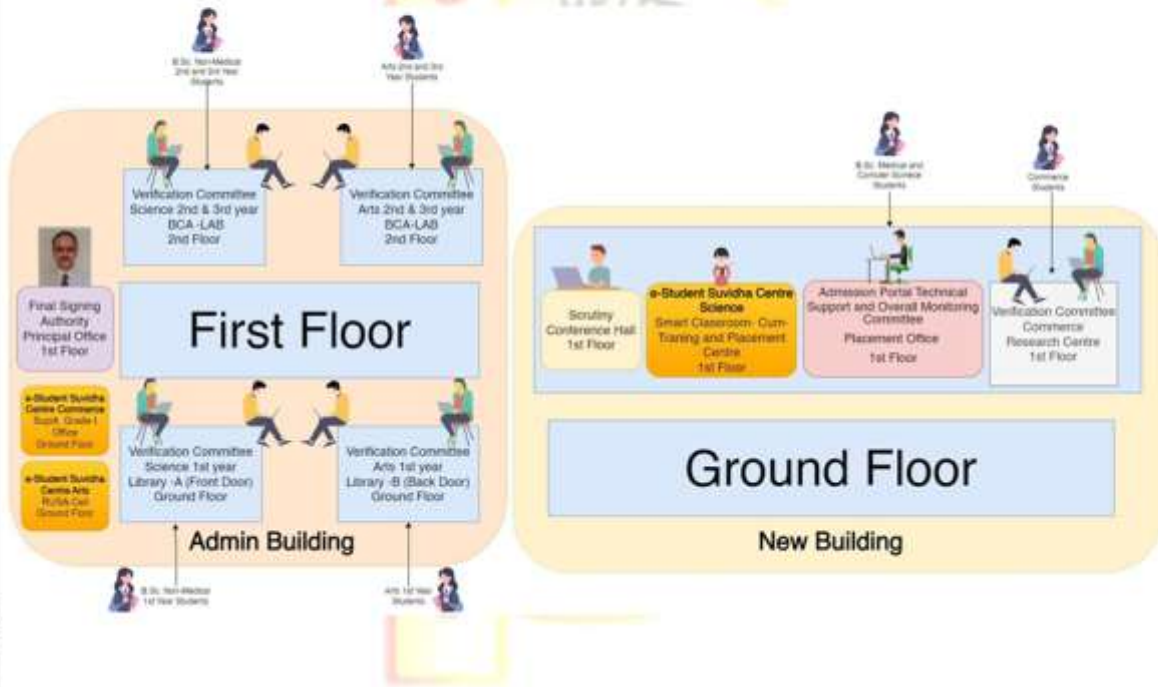 B.Sc. Non-Medical
2nd and 3rd Year
Students
Arts 2nd and 3rd
Year Students
Verification Committee
Science 2nd & 3rd year
BCA -LAB
2nd Floor
Verification Committee
Arts 2nd & 3rd year
BCA-LAB
2nd Floor
Final Signing
Authority
Principal Office
1st Floor
First Floor
e-Student Suvidha
Centre Commerce
Supdt. Grade-I
Office
Ground Floor
e-Student Suvidha
Centre Arts
RUSA Cell
Ground Floor
Verification Committee
Science 1st year
Library -A (Front Door)
Ground Floor
Verification Committee
Arts 1st year
Library -B (Back Door)
Ground Floor
Admin Building
B.Sc. Non-Medical
1st Year Students
Arts 1st Year
Students
B.Sc. Medical and
Students
Commerce
Students
Scrutiny
Conference Hall
1st Floor
e-Student Suvidha Centre
Science
Smart Classroom- Cum-
Traning and Placement
Centre
1st Floor
Admission Portal Technical
Support and Overall Monitoring
Committee
Placement Office
1st Floor
Verification Committee
Commerce
Research Centre
1st Floor
Ground Floor
New Building